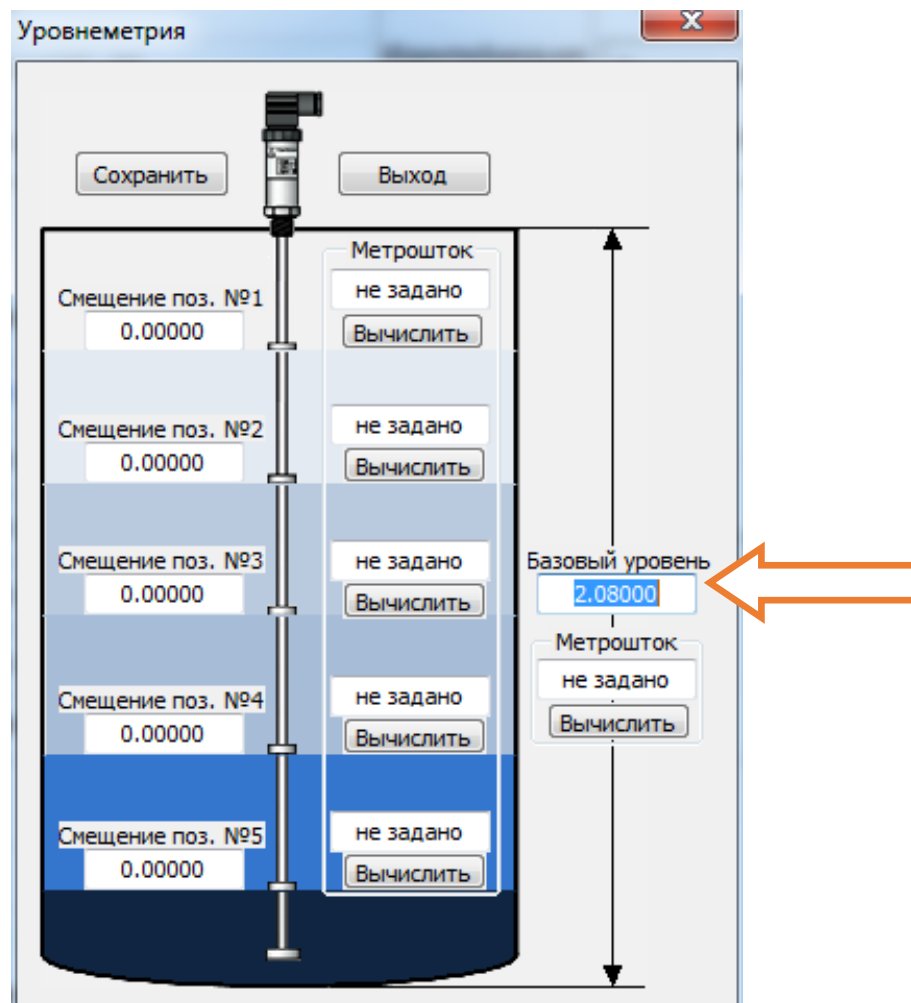 Уровнеметрия
Сохранить
Выход
Метрошток
Смещение поз. №1
не задано
0.00000
Вычислить
Смещение поз. №2
не задано
0.00000
Вычислить
Смещение поз. №3
не задано
0.00000
Вычислить
Базовый уровень
2.08000
Метрошток
не задано
Вычислить
Смещение поз. №4
не задано
0.00000
Вычислить
Смещение поз. №5
не задано
0.00000
Вычислить